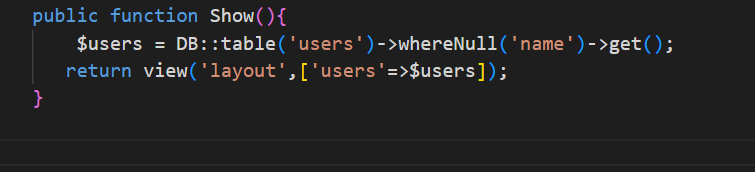 public function Show(){
$users = DB::table('users')->whereNull('name')->get();
return view('layout',['users'=>$users]);
}